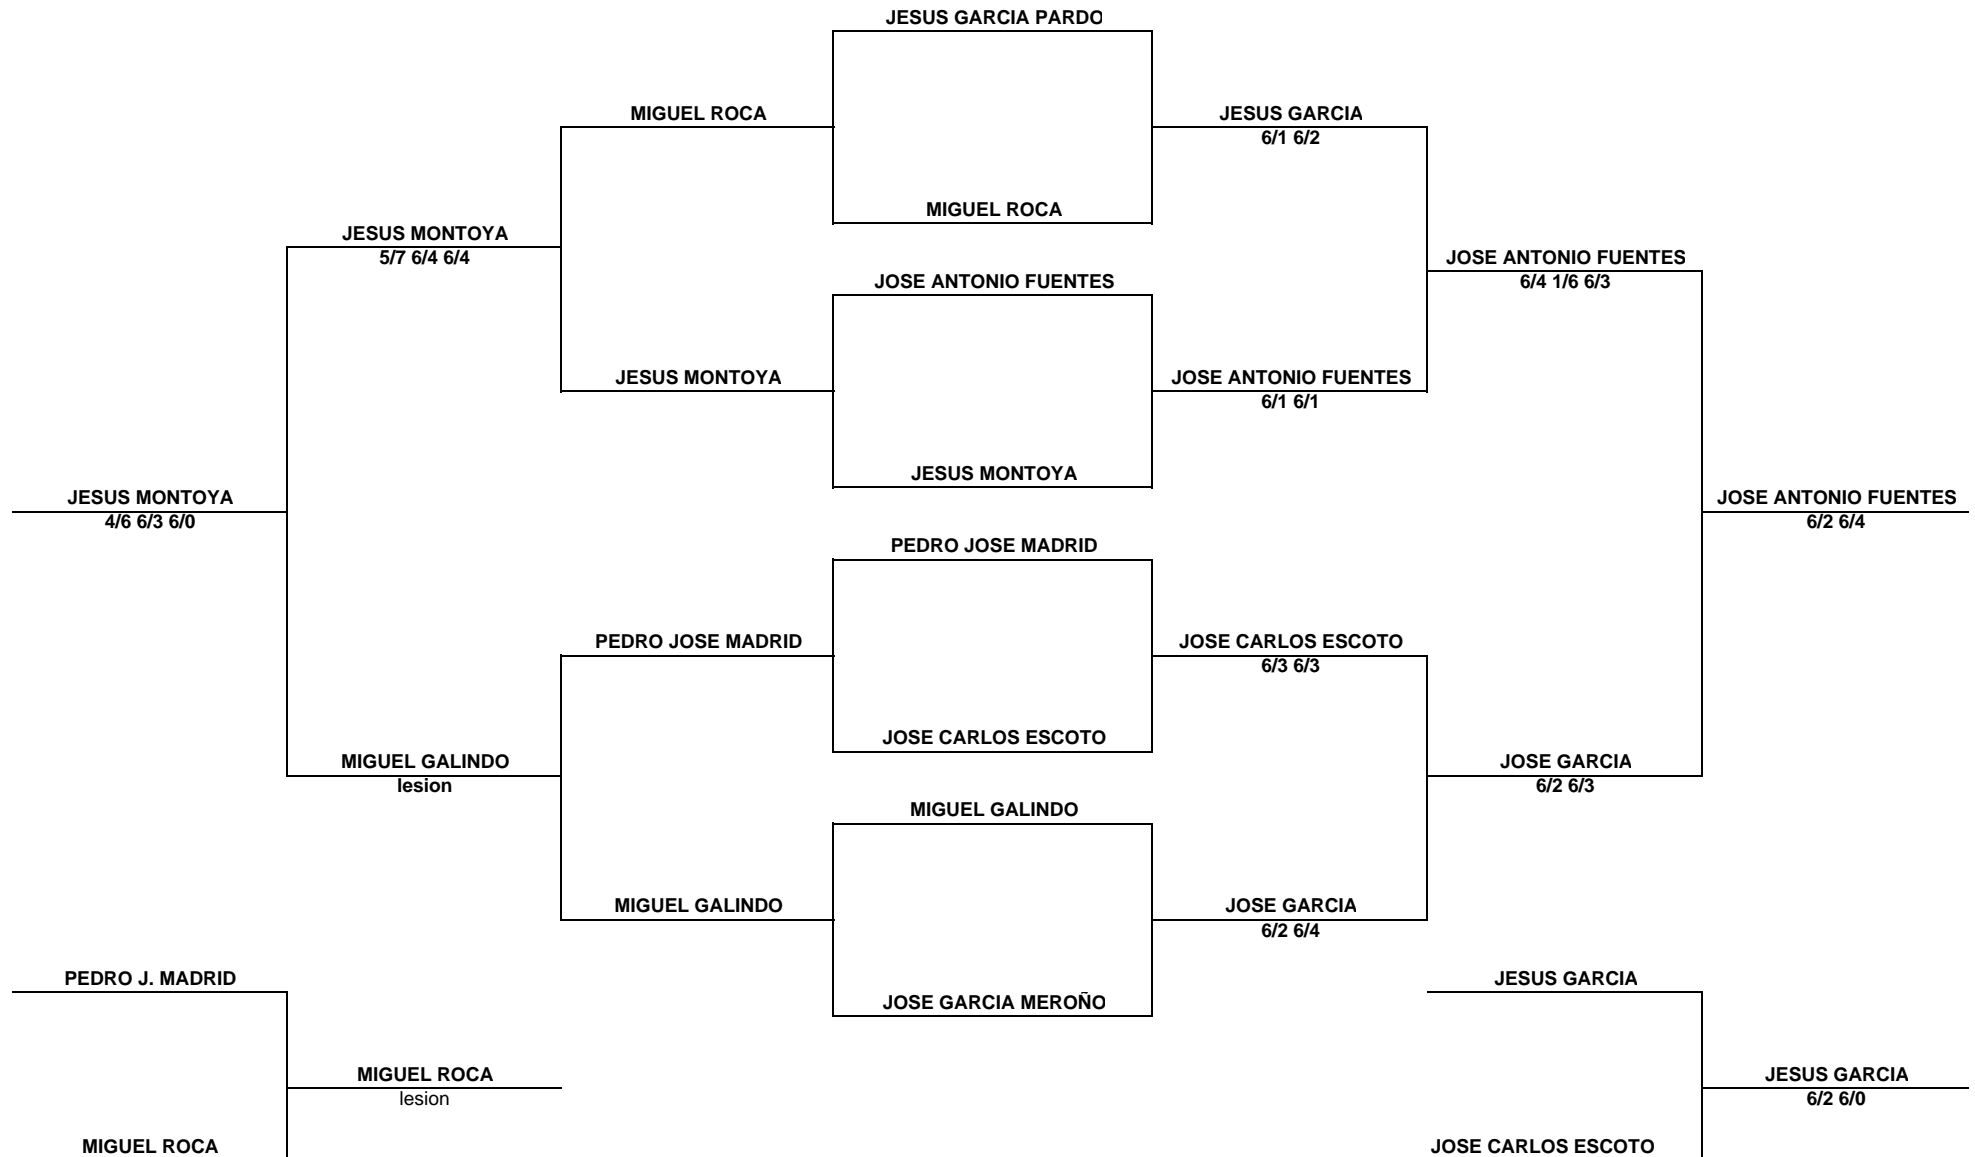 JESUS GARCIA PARDO
MIGUEL ROCA
JESUS GARCIA
6/1 6/2
MIGUEL ROCA
JESUS MONTOYA
5/7 6/4 6/4
JOSE ANTONIO FUENTES
6/4 1/6 6/3
JOSE ANTONIO FUENTES
JESUS MONTOYA
JOSE ANTONIO FUENTES
6/1 6/1
JESUS MONTOYA
JESUS MONTOYA
4/6 6/3 6/0
JOSE ANTONIO FUENTES
6/2 6/4
PEDRO JOSE MADRID
PEDRO JOSE MADRID
JOSE CARLOS ESCOTO
6/3 6/3
JOSE CARLOS ESCOTO
MIGUEL GALINDO
lesion
JOSE GARCIA
6/2 6/3
MIGUEL GALINDO
MIGUEL GALINDO
JOSE GARCIA
6/2 6/4
PEDRO J. MADRID
JESUS GARCIA
JOSE GARCIA MEROÑO
MIGUEL ROCA
lesion
JESUS GARCIA
6/2 6/0
MIGUEL ROCA
JOSE CARLOS ESCOTO